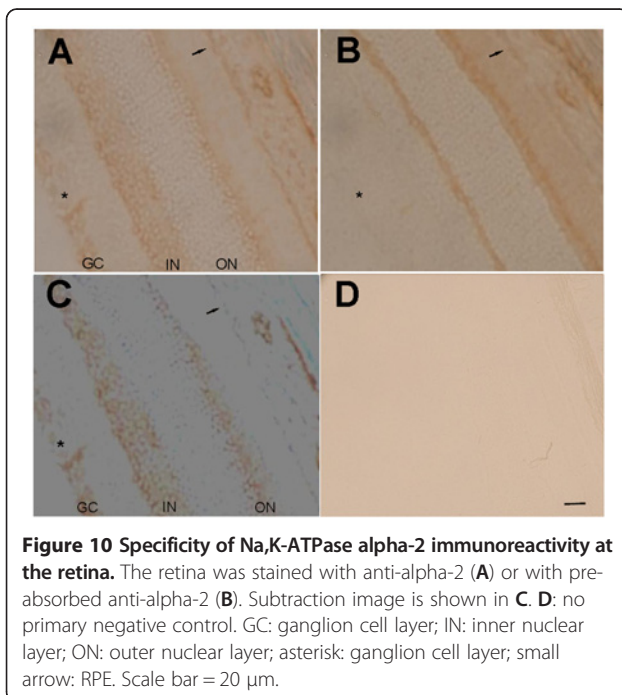 A
B
*
*
GC
IN
ON
C
D
*
GC
IN
ON
Figure 10 Specificity of Na,K-ATPase alpha-2 immunoreactivity at
the retina. The retina was stained with anti-alpha-2 (A) or with pre-
absorbed anti-alpha-2 (B). Subtraction image is shown in C. D: no
primary negative control. GC: ganglion cell layer; IN: inner nuclear
layer; ON: outer nuclear layer; asterisk: ganglion cell layer; small
arrow: RPE. Scale bar = 20 μm.